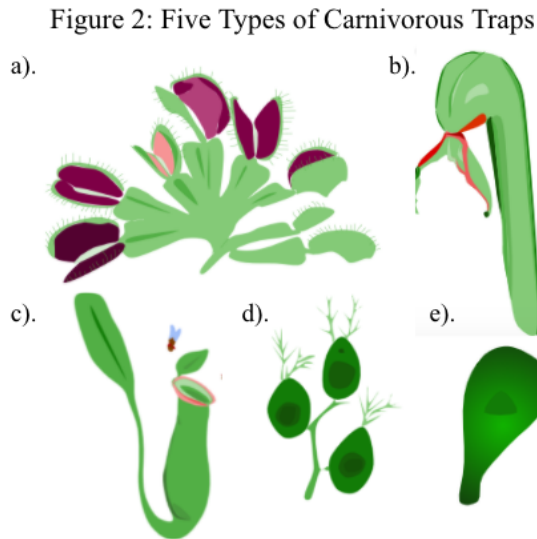 Figure 2: Five Types of Carnivorous Traps
a).
b).
c).
d).
e).